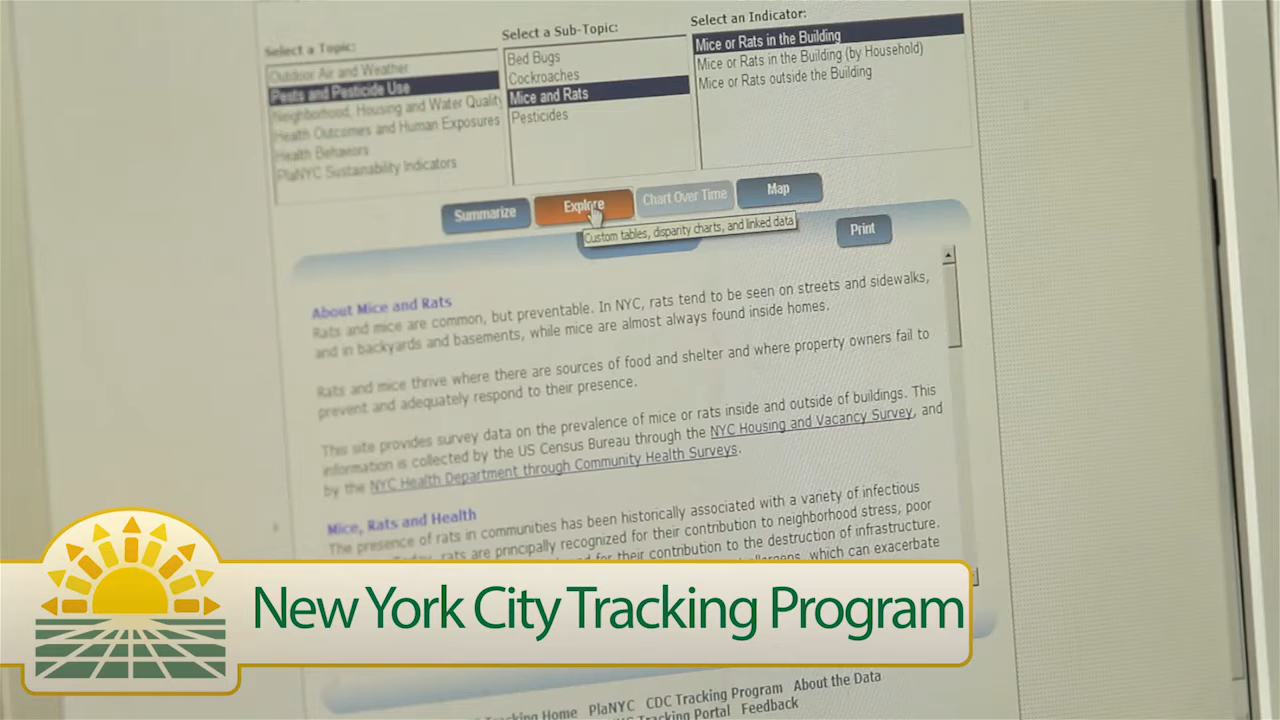 Select a Topic:
Select a Sub-Topic:
Select an Indicator:
Outdoor Air and Weather
Pests and Pesticide Use
Neighborhood, Housing and Water Qualit
Health Outcomes and Human Exposures
Health Behaviors
PlaNYC Sustainability Indicators
Bed Bugs
Cockroaches
Mice and Rats
Pesticides
Mice or Rats in the Building
Mice or Rats in the Building (by Household)
Mice or Rats outside the Building
Summarize
Explore
Chart Over Time
Map
Custom tables, disparity charts, and linked data
Print
About Mice and Rats
Rats and mice are common, but preventable. In NYC, rats tend to be seen on streets and sidewalks,
and in backyards and basements, while mice are almost always found inside homes.
Rats and mice thrive where there are sources of food and shelter and where property owners fail to
prevent and adequately respond to their presence.
This site provides survey data on the prevalence of mice or rats inside and outside of buildings. This
information is collected by the US Census Bureau through the NYC Housing and Vacancy Survey, and
by the NYC Health Department through Community Health Surveys.
Mice, Rats and Health
The presence of rats in communities has been historically associated with a variety of infectious
rats are principally recognized for their contribution to neighborhood stress, poor
for their contribution to the destruction of infrastructure.
which can exacerbate
New York City Tracking Program
Tracking Home PlaNYC CDC Tracking Program About the Data
Tracking Portal Feedback